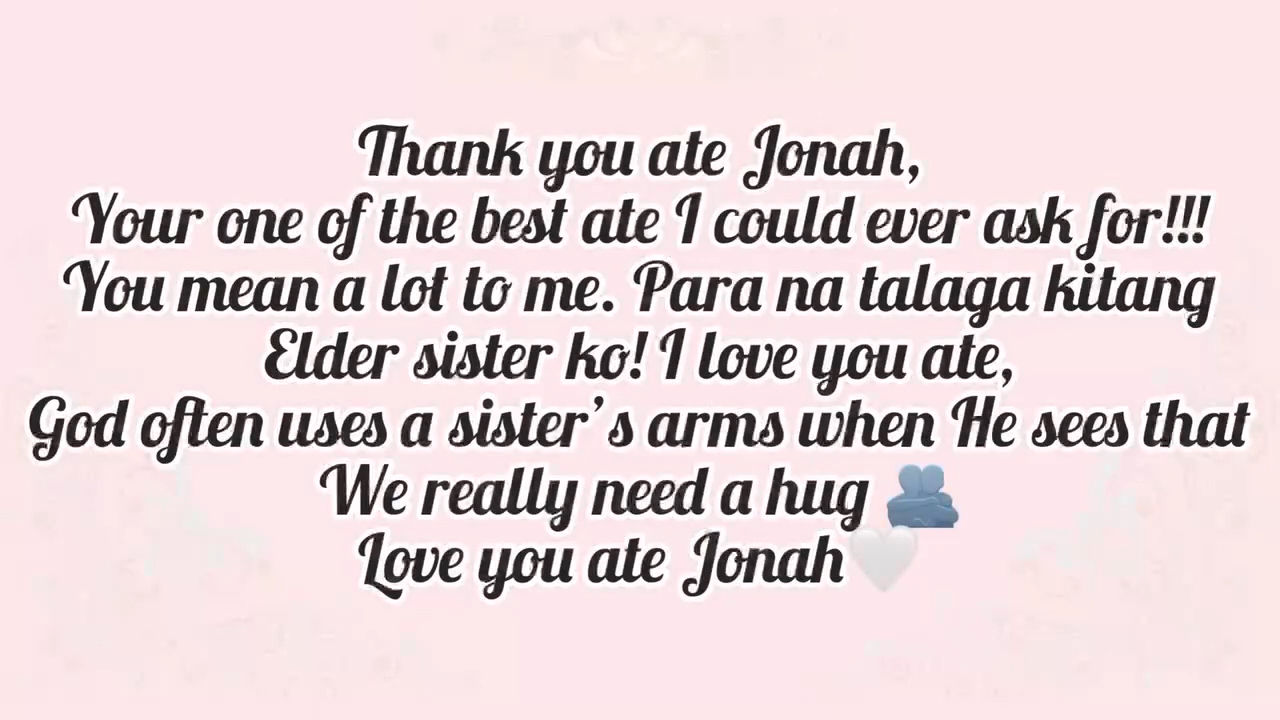 Thank you ate Jonah,
Your one of the best ate I could ever ask for!!!
You mean a lot to me. Para na talaga kitang
Elder sister ko! I love you ate,
God often uses a sister’s arms when He sees that
We really need a hug 🫂
Love you ate Jonah🤍